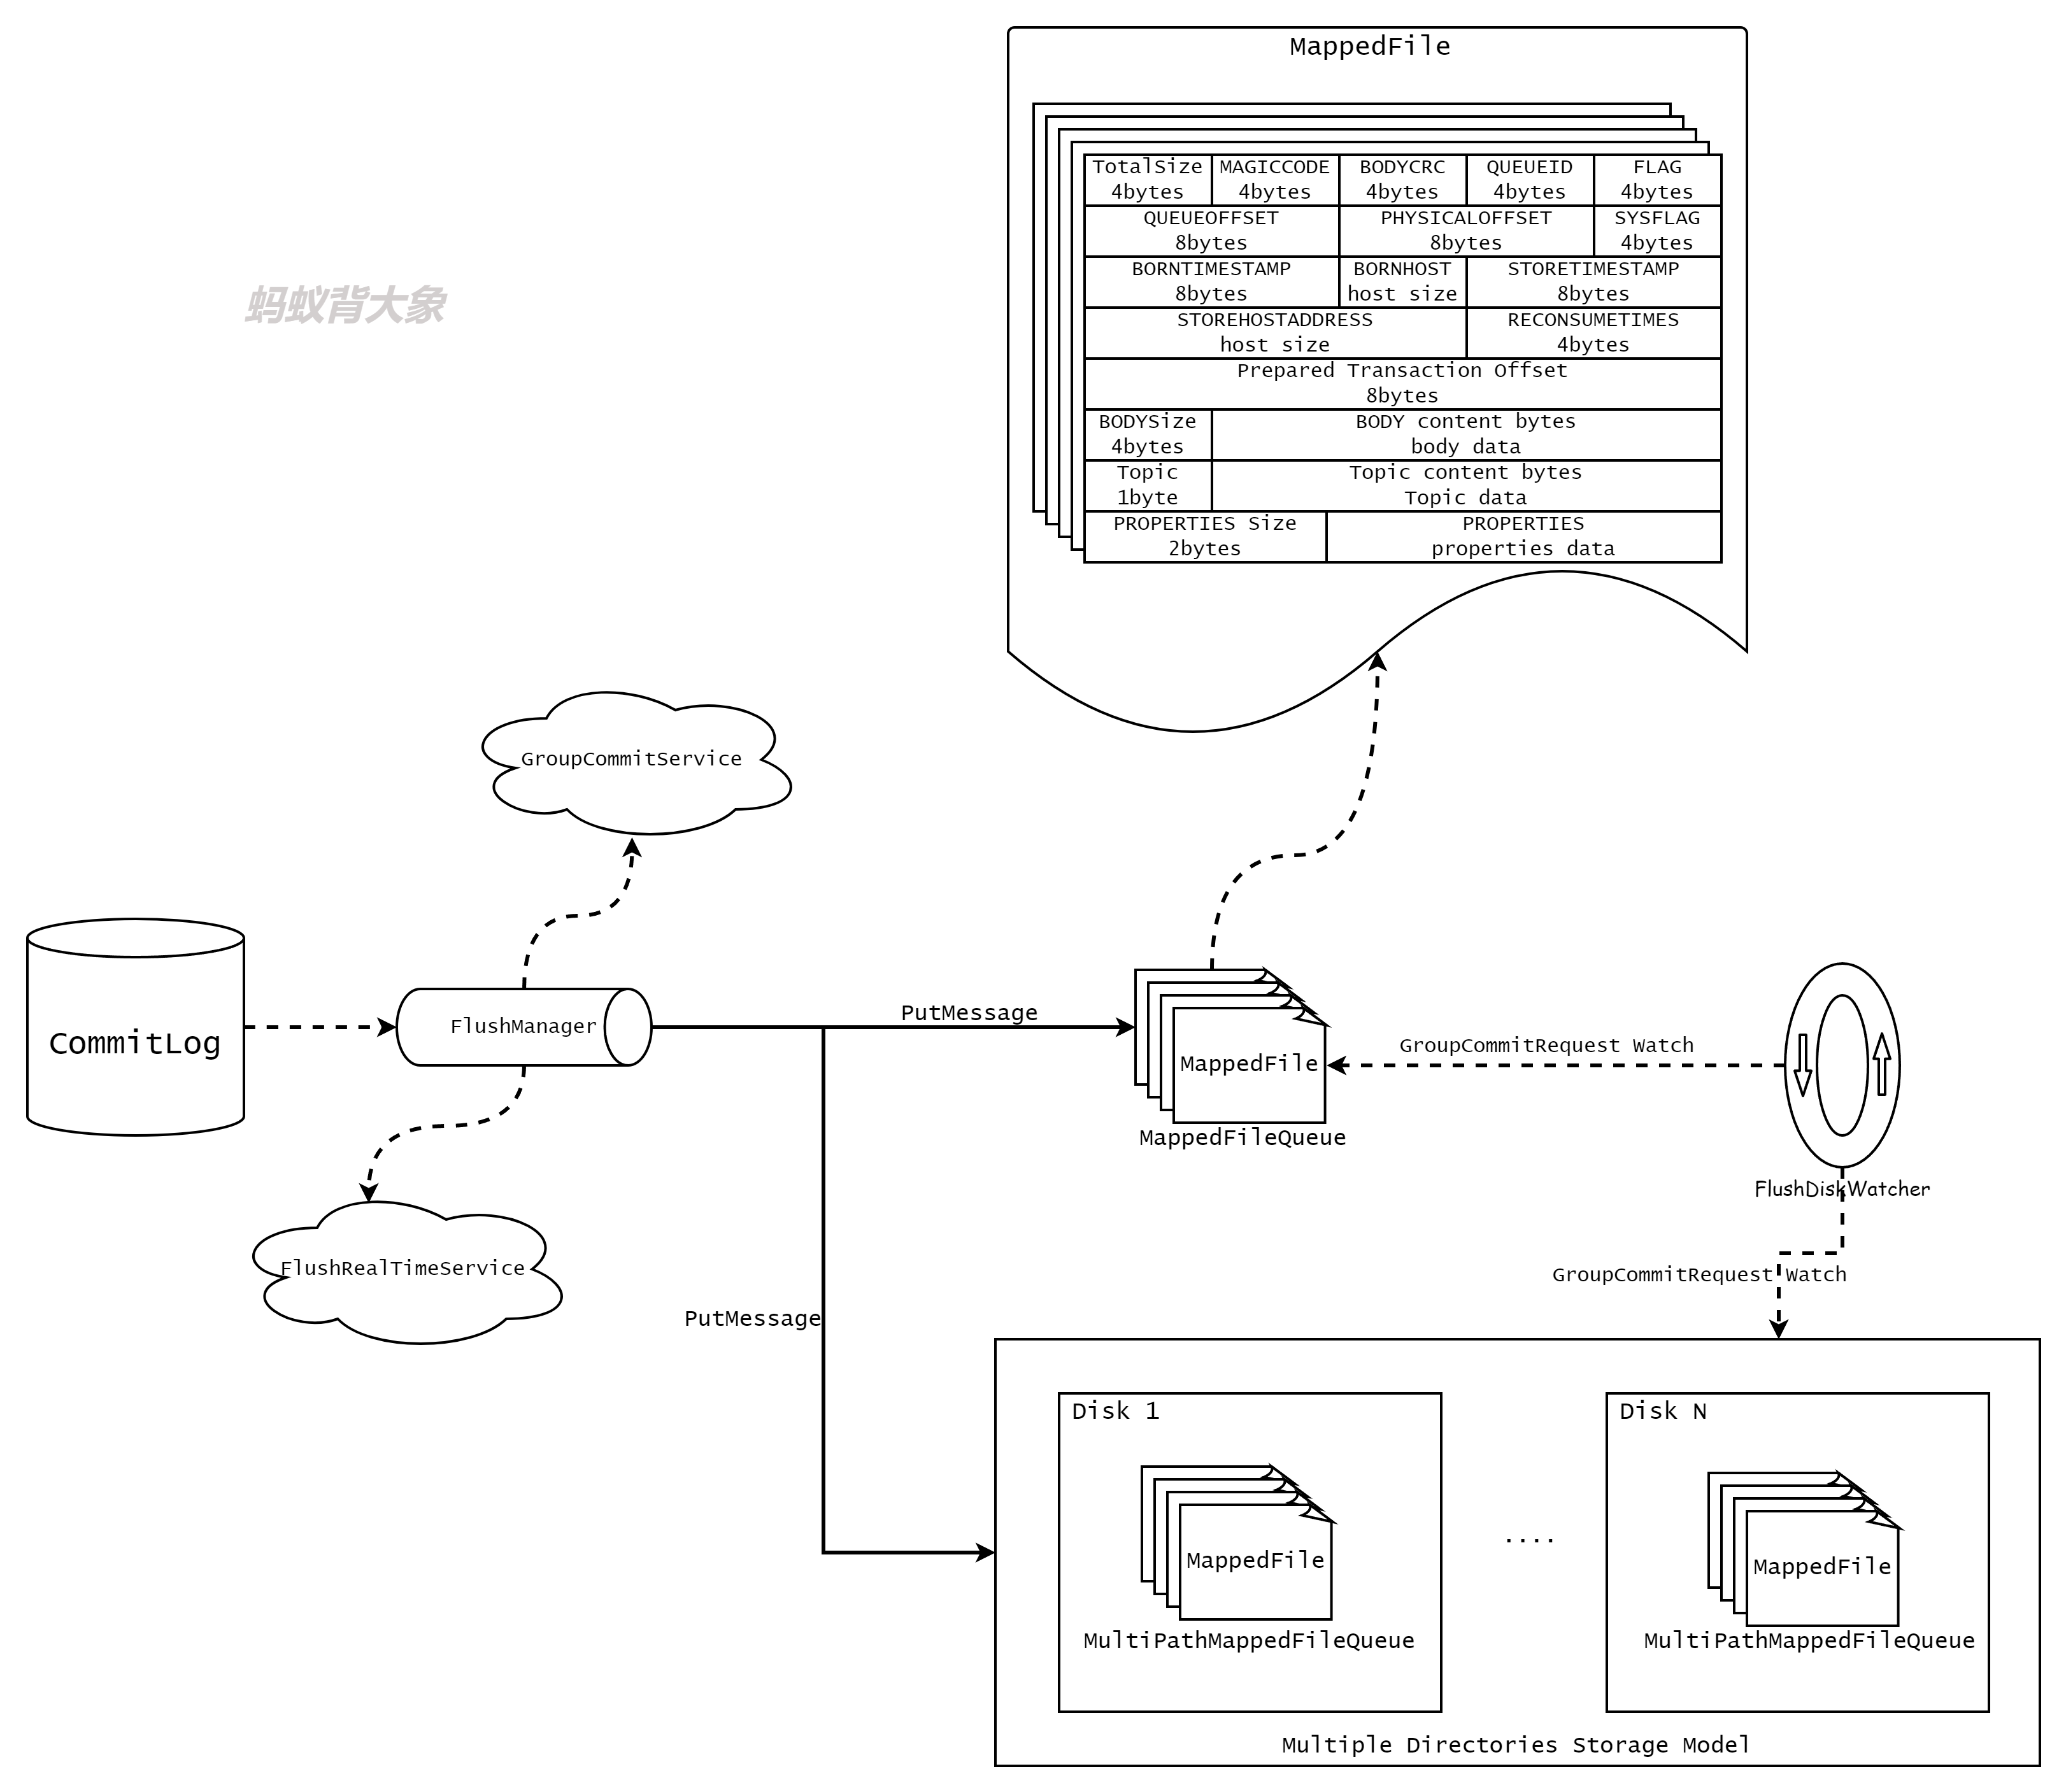 MappedFile
TotalSize
4bytes
MAGICCODE
4bytes
BODYCRC
4bytes
QUEUEID
4bytes
FLAG
4bytes
QUEUEOFFSET
8bytes
PHYSICALOFFSET
8bytes
SYSFLAG
4bytes
BORNTIMESTAMP
8bytes
BORNHOST
host size
STORETIMESTAMP
8bytes
STOREHOSTADDRESS
host size
RECONSUMETIMES
4bytes
Prepared Transaction Offset
8bytes
BODYSize
4bytes
BODY content bytes
body data
Topic
1byte
Topic content bytes
Topic data
PROPERTIES Size
2bytes
PROPERTIES
properties data
蚂蚁背大象
GroupCommitService
CommitLog
FlushManager
PutMessage
MappedFile
MappedFileQueue
GroupCommitRequest Watch
FlushDiskWatcher
FlushRealTimeService
GroupCommitRequest Watch
PutMessage
Disk 1
MappedFile
MultiPathMappedFileQueue
....
Disk N
MappedFile
MultiPathMappedFileQueue
Multiple Directories Storage Model